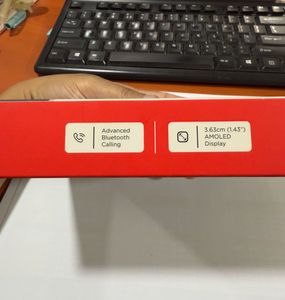 Advanced
Bluetooth
Calling
3.63cm (1.43")
AMOLED
Display